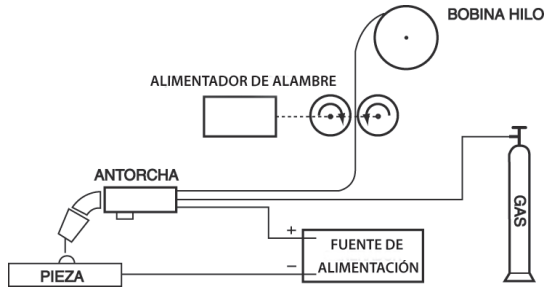 BOBINA HILO
ALIMENTADOR DE ALAMBRE
ANTORCHA
GAS
+
FUENTE DE
ALIMENTACIÓN
−
PIEZA